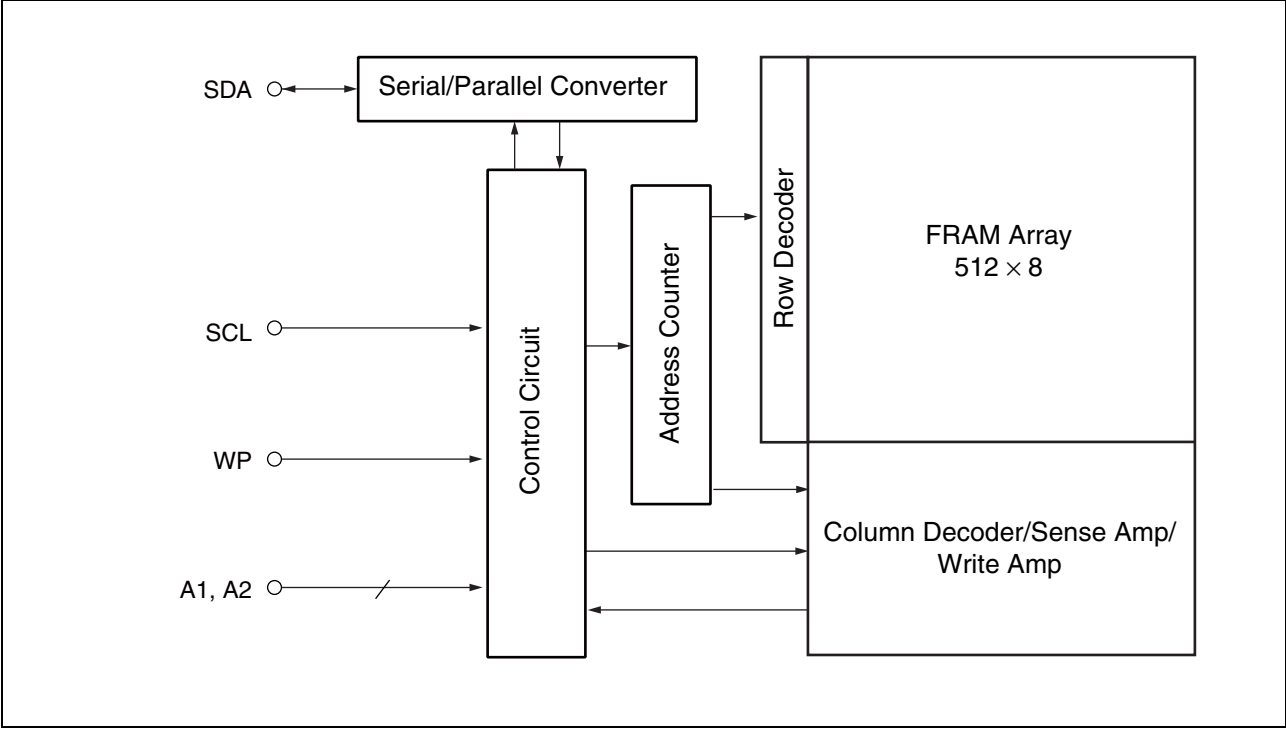 SDA
Serial/Parallel Converter
SCL
WP
A1, A2
Control Circuit
Address Counter
Row Decoder
FRAM Array
512 × 8
Column Decoder/Sense Amp/
Write Amp